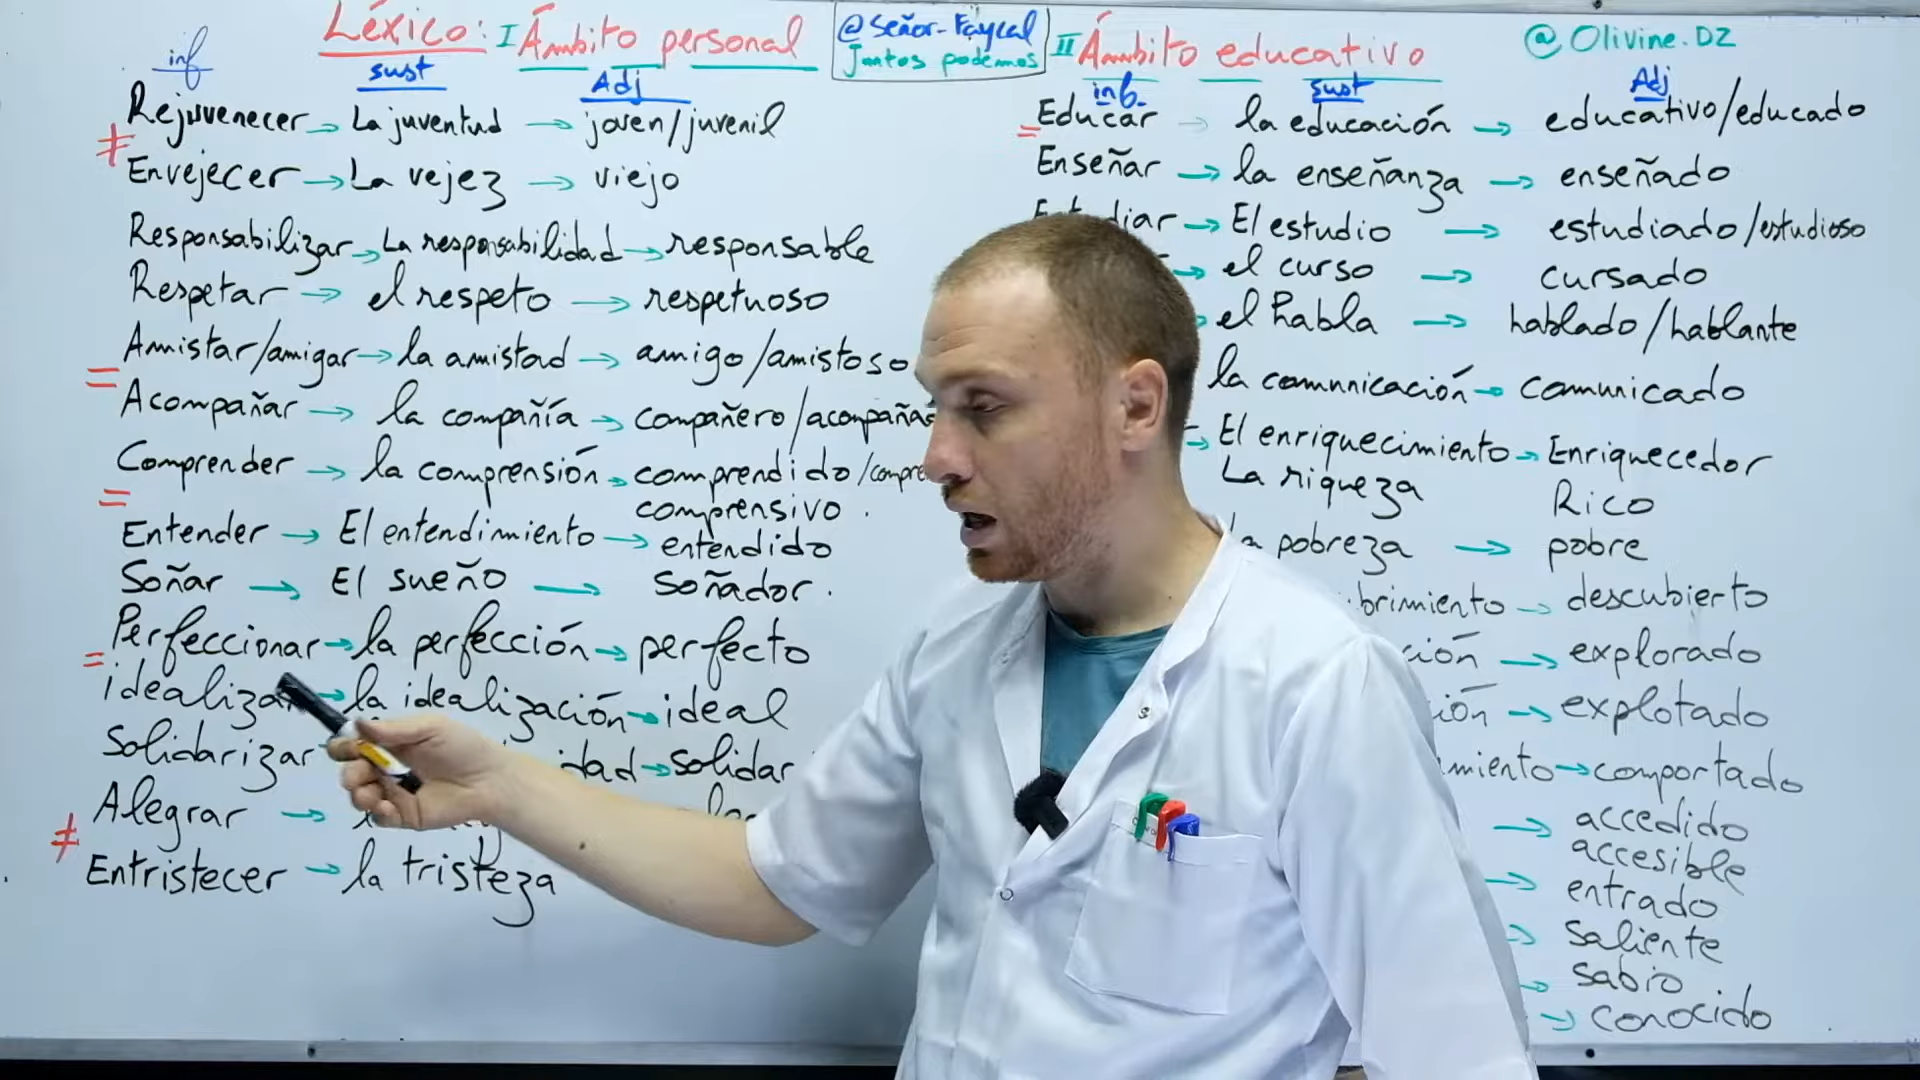 Léxico: I Ámbito personal
@señor-Fayçal
Juntos podemos
II Ámbito educativo
@Olivine.DZ
inf sust Adj
Rejuvenecer → La juventud → joven/juvenil
≠
Envejecer → La vejez → viejo
Responsabilizar → La responsabilidad → responsable
Respetar → el respeto → respetuoso
Amistar/amigar → la amistad → amigo/amistoso
=
Acompañar → la compañía → compañero/
Comprender → la comprensión → comprendido/
comprensivo.
=
Entender → El entendimiento → entendido
Soñar → El sueño → soñador.
Perfeccionar → la perfección → perfecto
=
idealizar → la idealización → ideal
Solidarizar → solidar
Alegrar →
≠
Entristecer → la tristeza
inf. sust Adj
Educar → la educación → educativo/educado
=
Enseñar → la enseñanza → enseñado
Estudiar → El estudio → estudiado/estudioso
→ el curso → cursado
→ el habla → hablado/hablante
la comunicación → comunicado
→ El enriquecimiento → Enriquecedor
La riqueza Rico
pobreza → pobre
→ descubierto
→ explorado
→ explotado
→ comportado
→ accedido
accesible
→ entrado
→ saliente
→ sabio
→ conocido